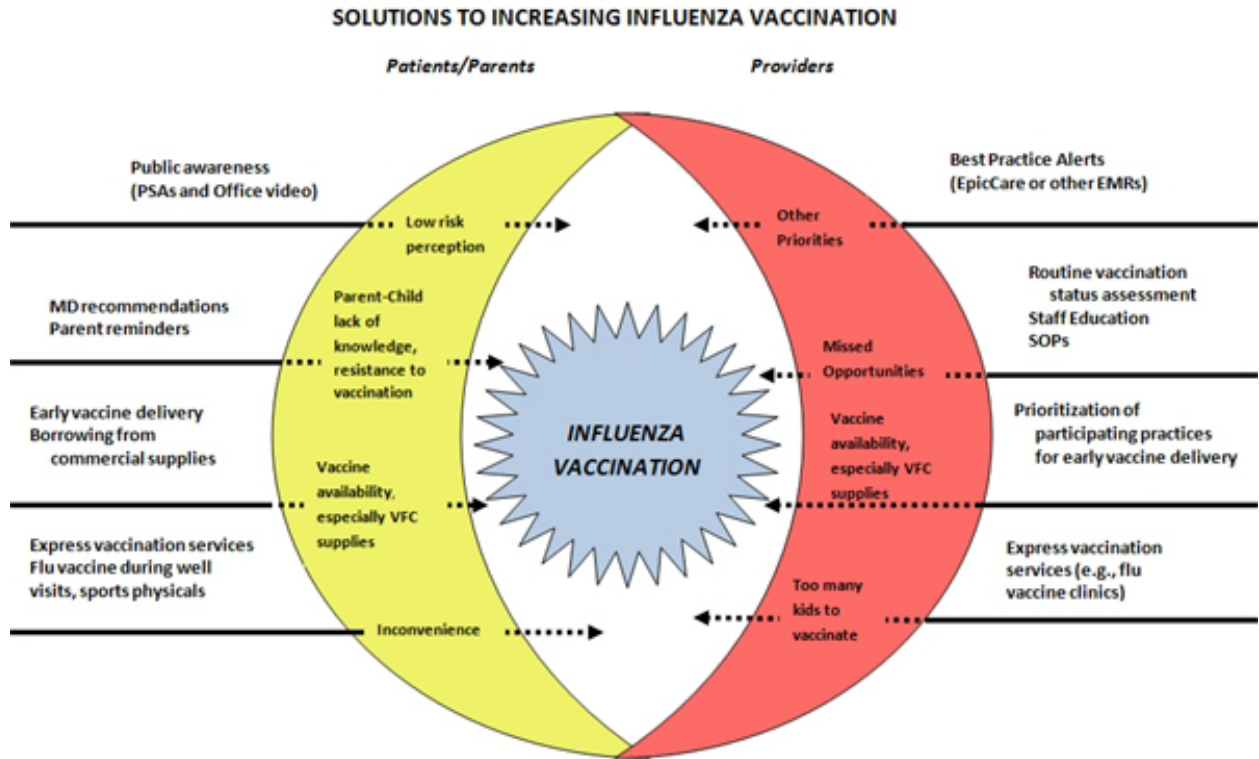 SOLUTIONS TO INCREASING INFLUENZA VACCINATION
Patients/Parents
Providers
Public awareness
(PSAs and Office video)
Low risk
perception
MD recommendations
Parent reminders
Parent-Child
lack of
knowledge,
resistance to
vaccination
Early vaccine delivery
Borrowing from
commercial supplies
Vaccine
availability,
especially VFC
supplies
Express vaccination services
Flu vaccine during well
visits, sports physicals
Inconvenience
INFLUENZA
VACCINATION
Best Practice Alerts
(EpicCare or other EMRs)
Other
Priorities
Routine vaccination
status assessment
Staff Education
SOPs
Missed
Opportunities
Prioritization of
participating practices
for early vaccine delivery
Vaccine
availability,
especially VFC
supplies
Express vaccination
services (e.g., flu
vaccine clinics)
Too many
kids to
vaccinate